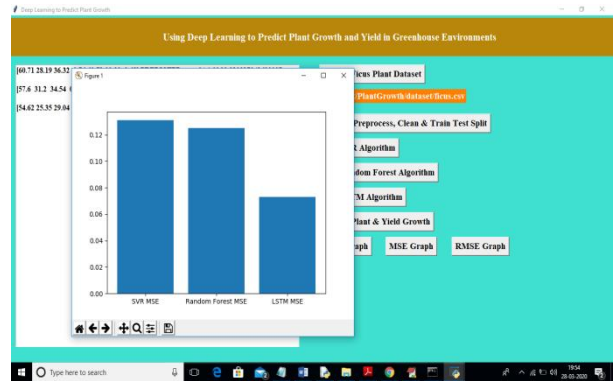 Deep Learning to Predict Plant Growth
Using Deep Learning to Predict Plant Growth and Yield in Greenhouse Environments
[60.71 28.19 36.32
[57.6 31.2 34.54
[54.62 25.35 29.04
Figure 1
0.12
0.10
0.08
0.06
0.04
0.02
0.00
SVR MSE Random Forest MSE LSTM MSE
icus Plant Dataset
/PlantGrowth/dataset/ficus.csv
Preprocess, Clean & Train Test Split
R Algorithm
dom Forest Algorithm
TM Algorithm
Plant & Yield Growth
aph MSE Graph RMSE Graph
Type here to search
19:54
28-03-2020